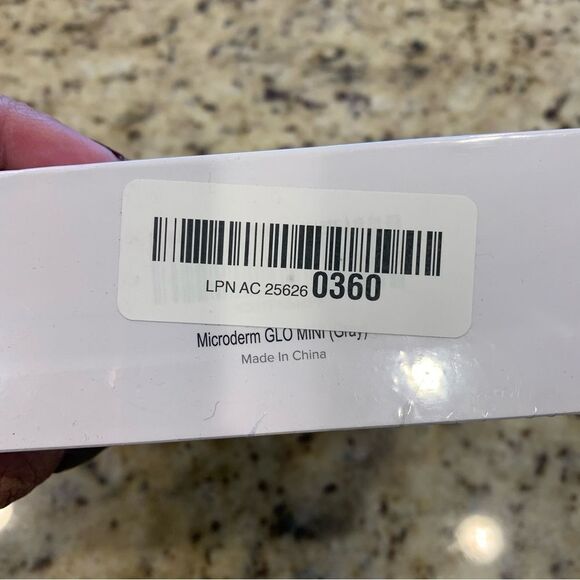 LPN AC 25626 0360
Microderm GLO MINI (Gray)
Made In China